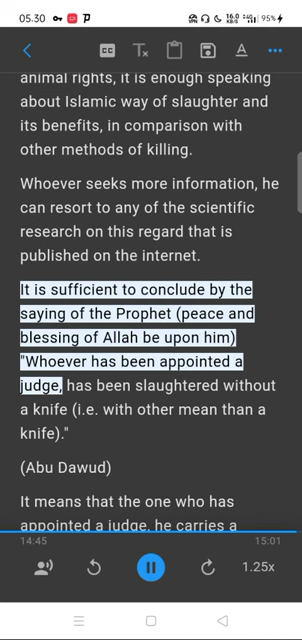 05.30
16.0 KB/S
95%
CC
animal rights, it is enough speaking
about Islamic way of slaughter and
its benefits, in comparison with
other methods of killing.
Whoever seeks more information, he
can resort to any of the scientific
research on this regard that is
published on the internet.
It is sufficient to conclude by the
saying of the Prophet (peace and
blessing of Allah be upon him)
"Whoever has been appointed a
judge, has been slaughtered without
a knife (i.e. with other mean than a
knife)."
(Abu Dawud)
It means that the one who has
appointed a judge, he carries a
14:45
15:01
1.25x